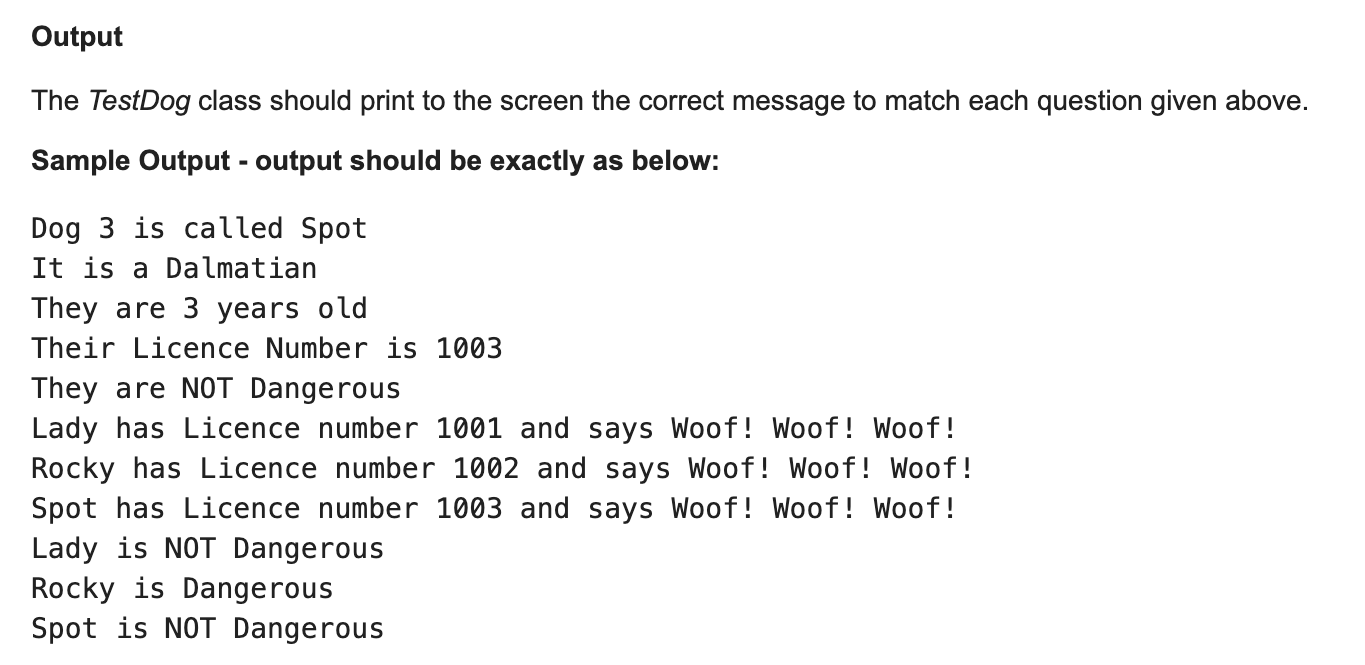 Output
The TestDog class should print to the screen the correct message to match each question given above.
Sample Output - output should be exactly as below:
Dog 3 is called Spot
It is a Dalmatian
They are 3 years old
Their Licence Number is 1003
They are NOT Dangerous
Lady has Licence number 1001 and says Woof! Woof! Woof!
Rocky has Licence number 1002 and says Woof! Woof! Woof!
Spot has Licence number 1003 and says Woof! Woof! Woof!
Lady is NOT Dangerous
Rocky is Dangerous
Spot is NOT Dangerous